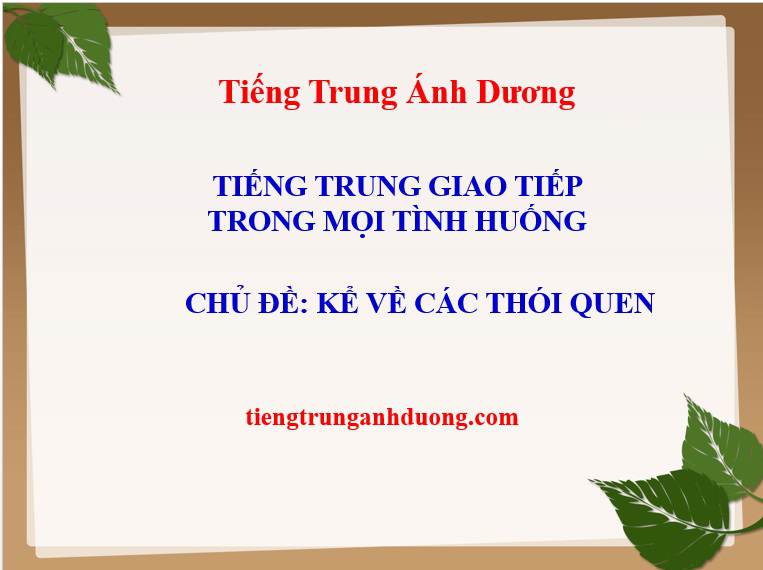 Tiếng Trung Ánh Dương
TIẾNG TRUNG GIAO TIẾP
TRONG MỌI TÌNH HUỐNG
CHỦ ĐỀ: KỂ VỀ CÁC THÓI QUEN
tiengtrunganhduong.com